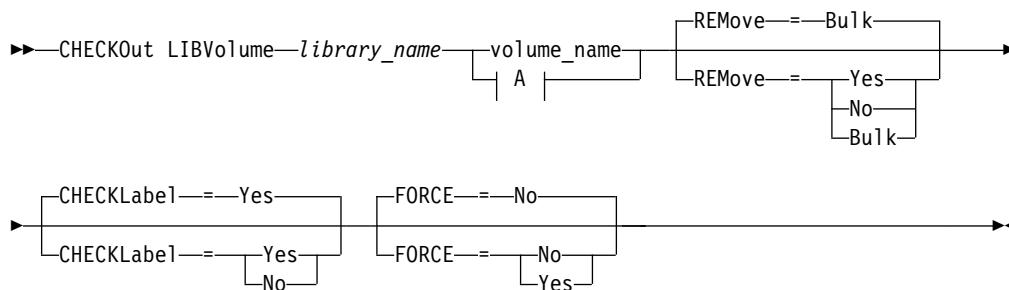 REMove = Bulk
CHECKOut LIBVolume library_name volume_name
A
REMove = Yes
No
Bulk
CHECKLabel = Yes
CHECKLabel = Yes
No
FORCE = No
FORCE = No
Yes